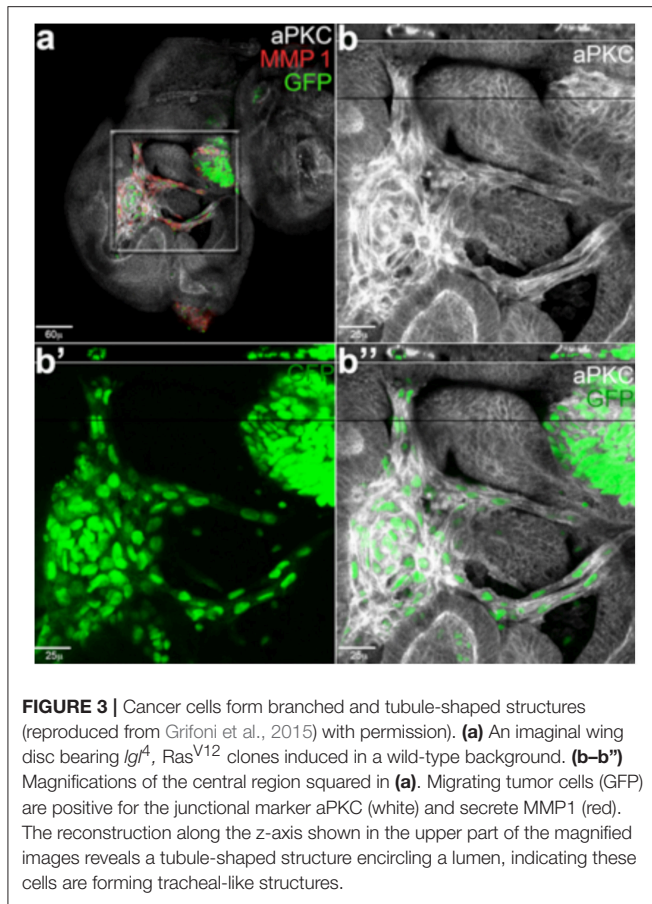 a
aPKC
MMP 1
GFP
60µ
b
aPKC
25µ
b'
GFP
25µ
b''
aPKC
GFP
25µ
FIGURE 3 | Cancer cells form branched and tubule-shaped structures
(reproduced from Grifoni et al., 2015) with permission). (a) An imaginal wing
disc bearing lgl⁴, Ras^V12 clones induced in a wild-type background. (b–b")
Magnifications of the central region squared in (a). Migrating tumor cells (GFP)
are positive for the junctional marker aPKC (white) and secrete MMP1 (red).
The reconstruction along the z-axis shown in the upper part of the magnified
images reveals a tubule-shaped structure encircling a lumen, indicating these
cells are forming tracheal-like structures.